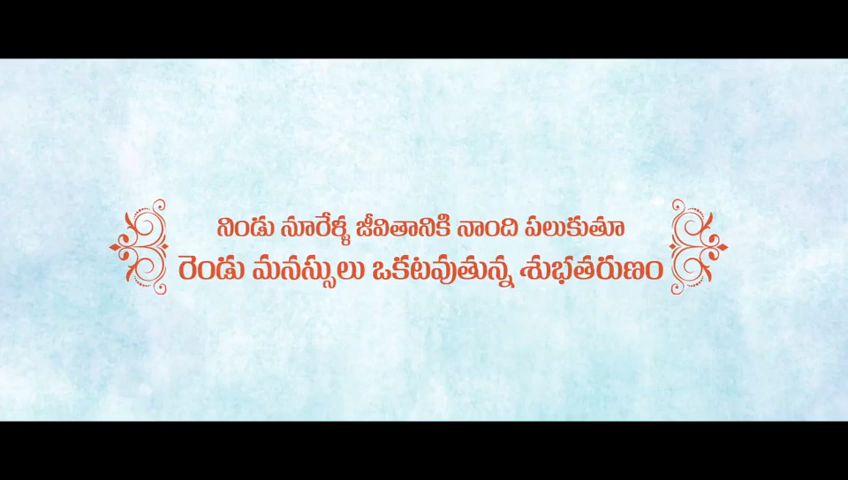 నిండు నూరేళ్ళ జీవితానికి నాంది పలుకుతూ
రెండు మనస్సులు ఒకటవుతున్న శుభతరుణం